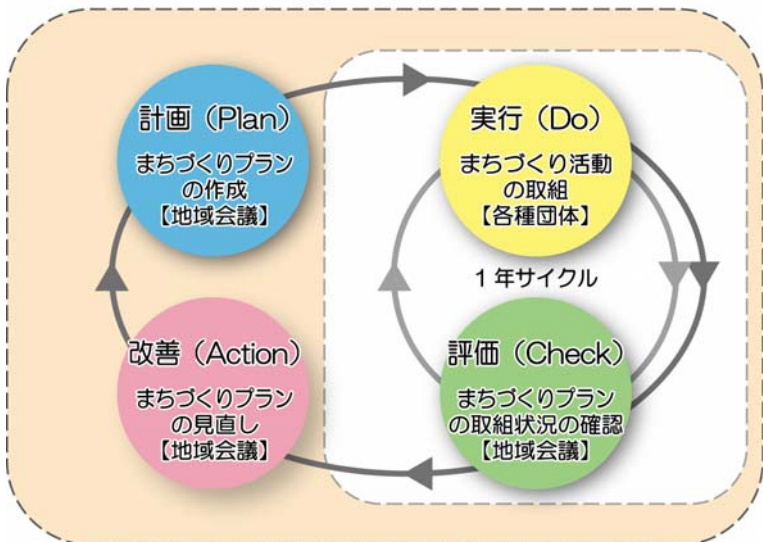 計画（Plan）
まちづくりプラン
の作成
【地域会議】
実行（Do）
まちづくり活動
の取組
【各種団体】
1年サイクル
改善（Action）
まちづくりプラン
の見直し
【地域会議】
評価（Check）
まちづくりプラン
の取組状況の確認
【地域会議】